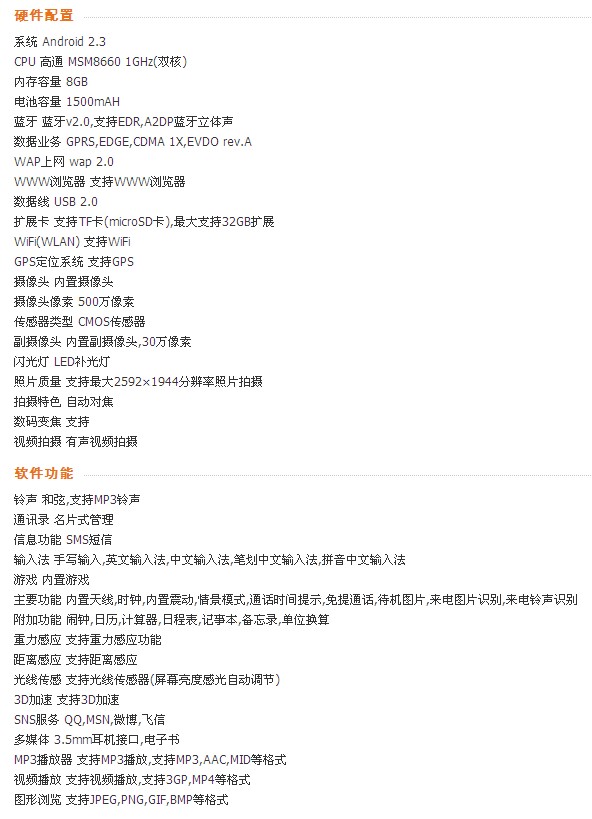 硬件配置
系统 Android 2.3
CPU 高通 MSM8660 1GHz(双核)
内存容量 8GB
电池容量 1500mAH
蓝牙 蓝牙v2.0,支持EDR,A2DP蓝牙立体声
数据业务 GPRS,EDGE,CDMA 1X,EVDO rev.A
WAP上网 wap 2.0
WWW浏览器 支持WWW浏览器
数据线 USB 2.0
扩展卡 支持TF卡(microSD卡),最大支持32GB扩展
WiFi(WLAN) 支持WiFi
GPS定位系统 支持GPS
摄像头 内置摄像头
摄像头像素 500万像素
传感器类型 CMOS传感器
副摄像头 内置副摄像头,30万像素
闪光灯 LED补光灯
照片质量 支持最大2592×1944分辨率照片拍摄
拍摄特色 自动对焦
数码变焦 支持
视频拍摄 有声视频拍摄
软件功能
铃声 和弦,支持MP3铃声
通讯录 名片式管理
信息功能 SMS短信
输入法 手写输入,英文输入法,中文输入法,笔划中文输入法,拼音中文输入法
游戏 内置游戏
主要功能 内置天线,时钟,内置震动,情景模式,通话时间提示,免提通话,待机图片,来电图片识别,来电铃声识别
附加功能 闹钟,日历,计算器,日程表,记事本,备忘录,单位换算
重力感应 支持重力感应功能
距离感应 支持距离感应
光线传感 支持光线传感器(屏幕亮度感光自动调节)
3D加速 支持3D加速
SNS服务 QQ,MSN,微博,飞信
多媒体 3.5mm耳机接口,电子书
MP3播放器 支持MP3播放,支持MP3,AAC,MID等格式
视频播放 支持视频播放,支持3GP,MP4等格式
图形浏览 支持JPEG,PNG,GIF,BMP等格式